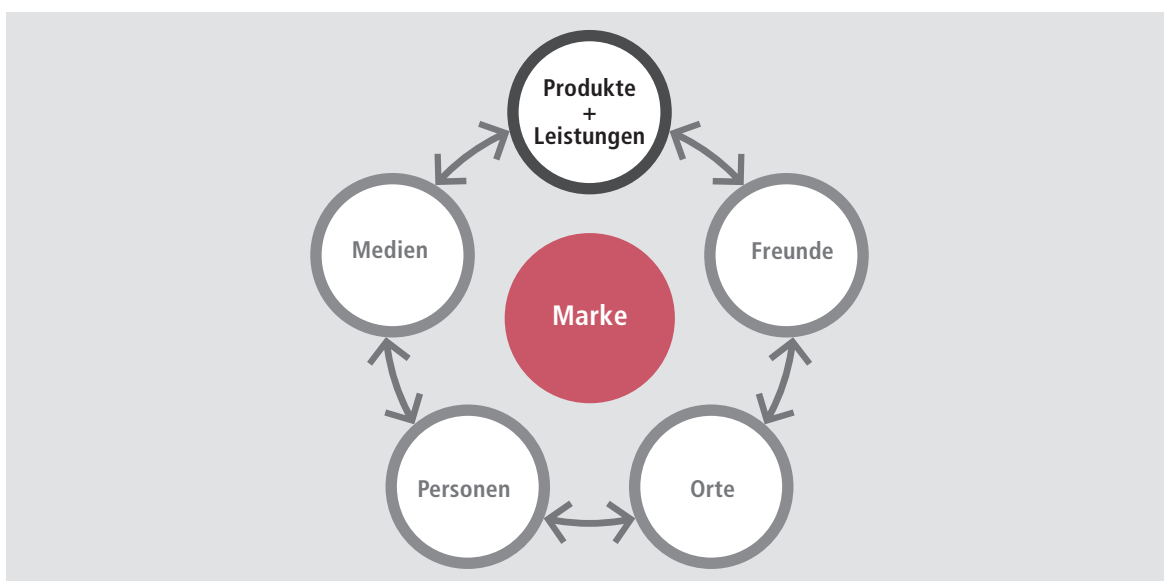 Produkte
+
Leistungen
Medien
Freunde
Marke
Personen
Orte